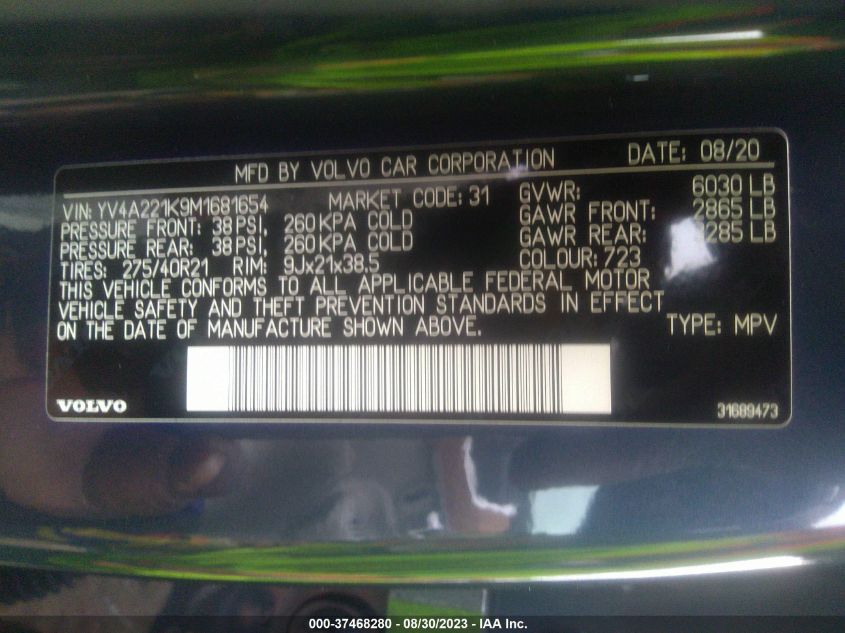 MFD BY VOLVO CAR CORPORATION DATE: 08/20
VIN: YV4A221K9M1681654 MARKET CODE: 31 GVWR: 6030 LB
PRESSURE FRONT: 38 PSI, 260 KPA COLD GAWR FRONT: 2865 LB
PRESSURE REAR: 38 PSI, 260 KPA COLD GAWR REAR: 3285 LB
TIRES: 275/40R21 RIM: 9Jx21x38.5 COLOUR: 723
THIS VEHICLE CONFORMS TO ALL APPLICABLE FEDERAL MOTOR
VEHICLE SAFETY AND THEFT PREVENTION STANDARDS IN EFFECT
ON THE DATE OF MANUFACTURE SHOWN ABOVE. TYPE: MPV
VOLVO 31689473
000-37468280 - 08/30/2023 - IAA Inc.